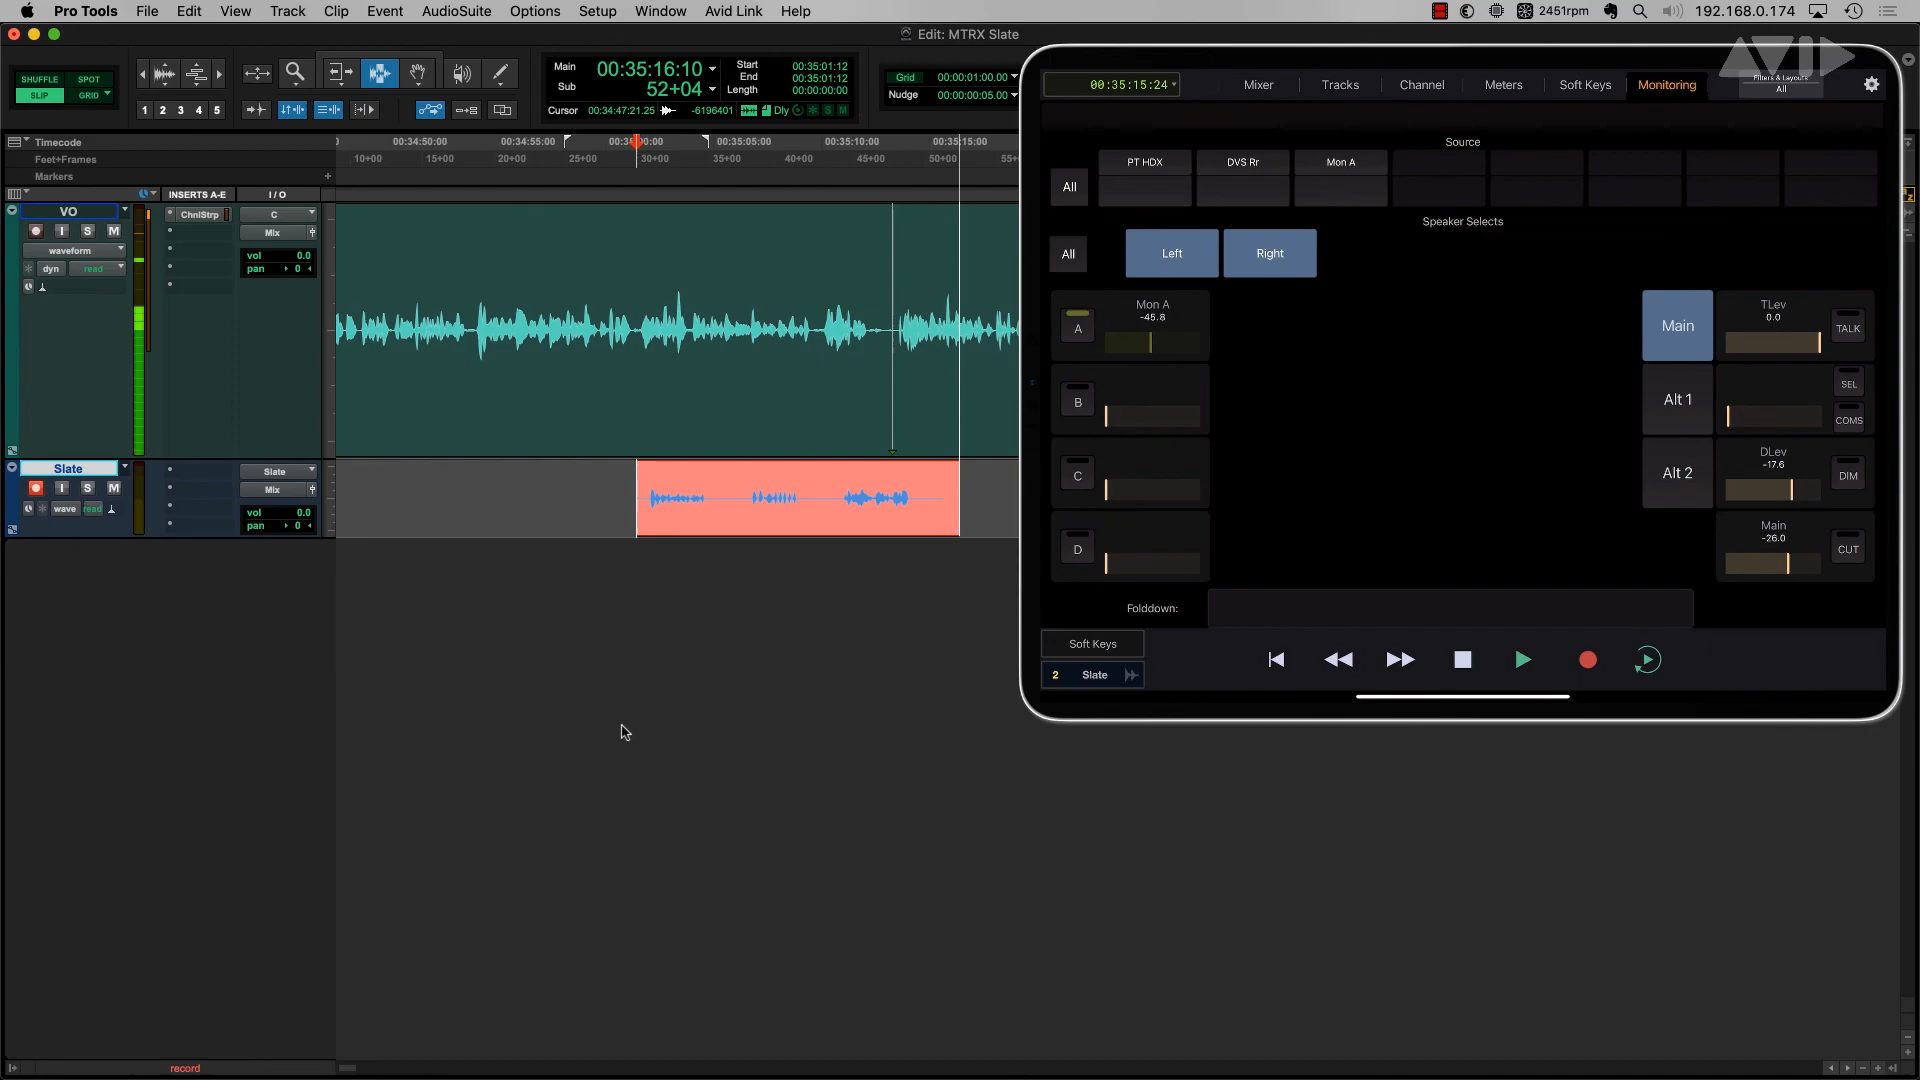 Pro Tools File Edit View Track Clip Event AudioSuite Options Setup Window Avid Link Help
2451rpm 192.168.0.174
Edit: MTRX Slate
SHUFFLE SPOT
SLIP GRID
1 2 3 4 5
Main 00:35:16:10
Sub 52+04
Start 00:35:01:12
End 00:35:01:12
Length 00:00:00:00
Cursor 00:34:47:21.25 -6196401 Dly S M
Grid 00:00:01:00.00
Nudge 00:00:00:05.00
Timecode
00:34:50:00 00:34:55:00 00:35:05:00 00:35:10:00 00:35:15:00
Feet+Frames
10+00 15+00 20+00 25+00 30+00 35+00 40+00 45+00 50+00
Markers
INSERTS A-E I / O
VO
I S M
waveform
dyn read
ChnlStrp
C
Mix
vol 0.0
pan 0
Slate
I S M
wave read
Slate
Mix
vol 0.0
pan 0
record
AVID
00:35:15:24
Mixer Tracks Channel Meters Soft Keys Monitoring
Filters & Layouts
All
Source
All
PT HDX DVS Rr Mon A
Speaker Selects
All
Left Right
A Mon A
-45.8
B
C
D
Main
Alt 1
Alt 2
TLev
0.0
TALK
SEL
COMS
DLev
-17.6
DIM
Main
-26.0
CUT
Folddown:
Soft Keys
2 Slate